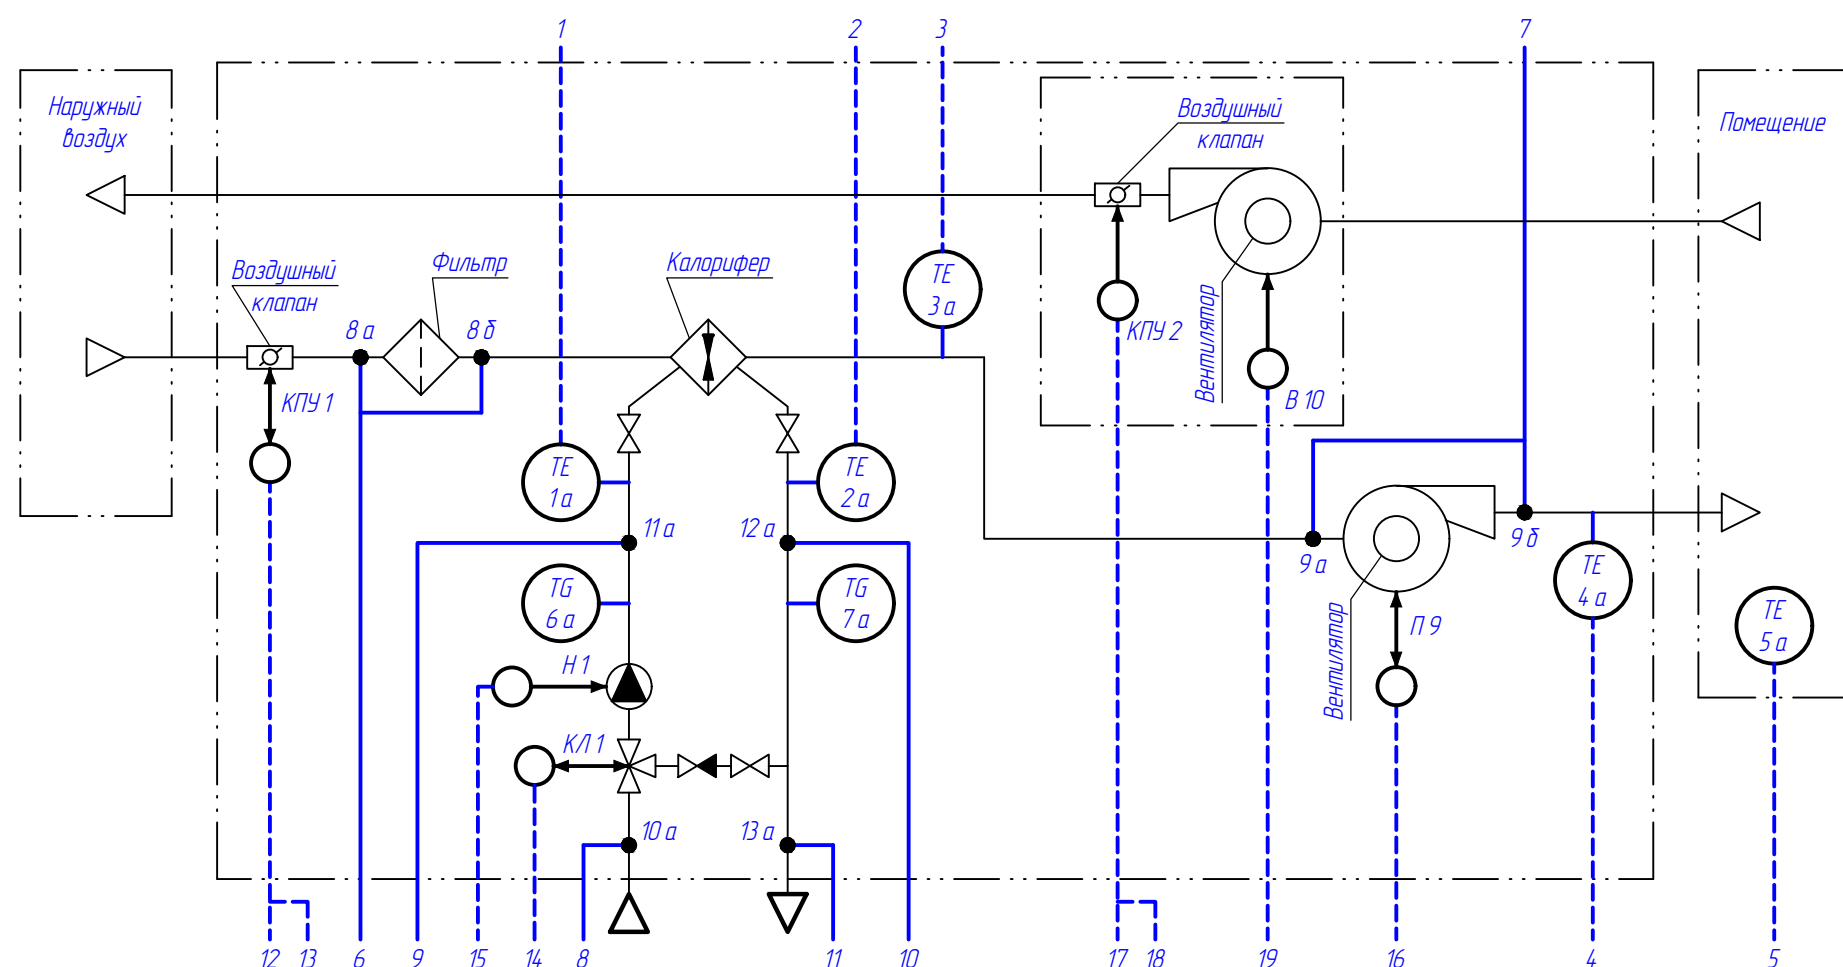 1
2
3
7
Наружный
воздух
Воздушный
клапан
Помещение
Воздушный
клапан
Фильтр
Калорифер
TE
3 а
8 а
8 б
КПУ 2
Вентилятор
КПУ 1
В 10
TE
1 а
TE
2 а
11 а
12 а
9 а
9 б
TG
6 а
TG
7 а
TE
4 а
TE
5 а
Вентилятор
П 9
Н 1
КЛ 1
10 а
13 а
12
13
6
9
15
14
8
11
10
17
18
19
16
4
5